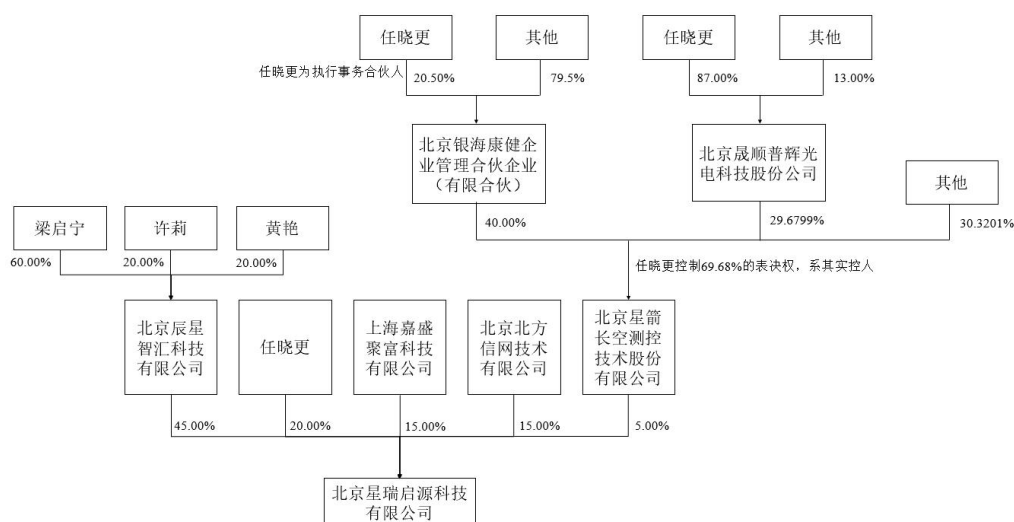 任晓更
其他
任晓更
其他
任晓更为执行事务合伙人
20.50%
79.5%
87.00%
13.00%
北京银海康健企
业管理合伙企业
（有限合伙）
北京晟顺普辉光
电科技股份公司
其他
40.00%
29.6799%
30.3201%
梁启宁
许莉
黄艳
60.00%
20.00%
20.00%
任晓更控制69.68%的表决权，系其实控人
北京辰星
智汇科技
有限公司
任晓更
上海嘉盛
聚富科技
有限公司
北京北方
信网技术
有限公司
北京星箭
长空测控
技术股份
有限公司
45.00%
20.00%
15.00%
15.00%
5.00%
北京星瑞启源科技
有限公司